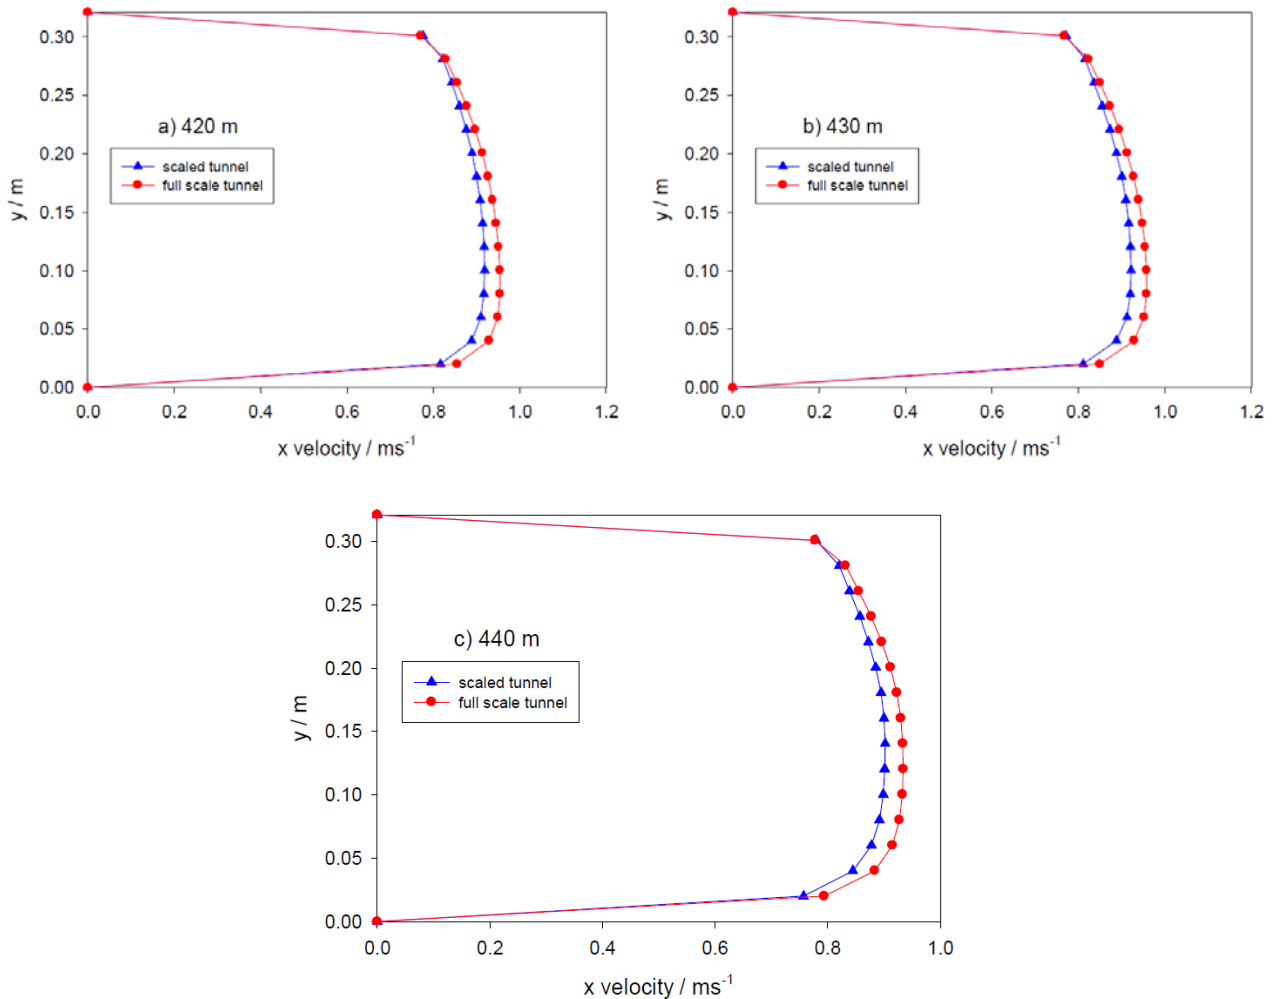 0.30
0.25
0.20
0.15
0.10
0.05
0.00
y / m
a) 420 m
scaled tunnel
full scale tunnel
0.0 0.2 0.4 0.6 0.8 1.0 1.2
x velocity / ms⁻¹
0.30
0.25
0.20
0.15
0.10
0.05
0.00
y / m
b) 430 m
scaled tunnel
full scale tunnel
0.0 0.2 0.4 0.6 0.8 1.0 1.2
x velocity / ms⁻¹
0.30
0.25
0.20
0.15
0.10
0.05
0.00
y / m
c) 440 m
scaled tunnel
full scale tunnel
0.0 0.2 0.4 0.6 0.8 1.0
x velocity / ms⁻¹